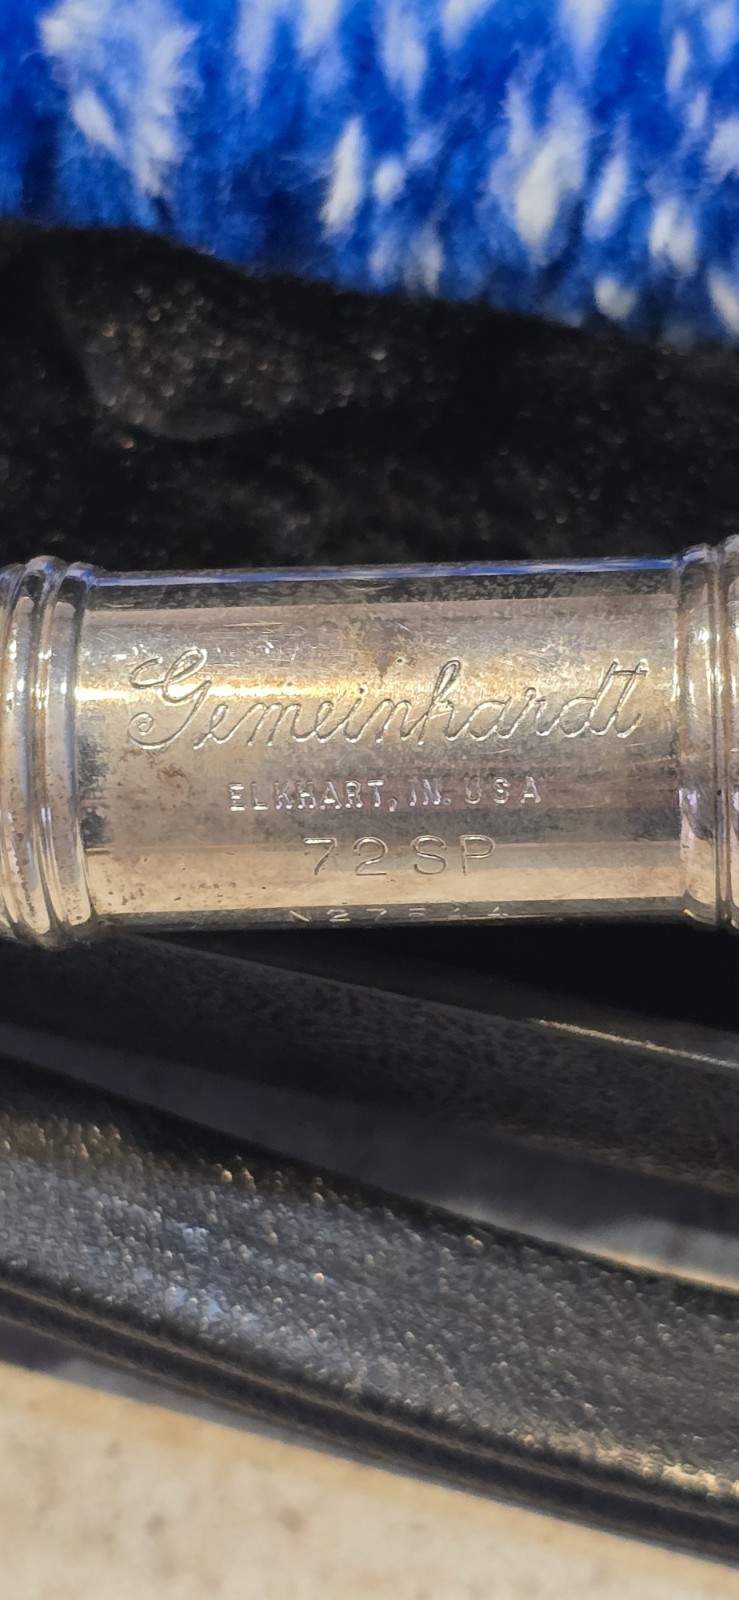 Gemeinhardt
ELKHART, IN. USA
72SP